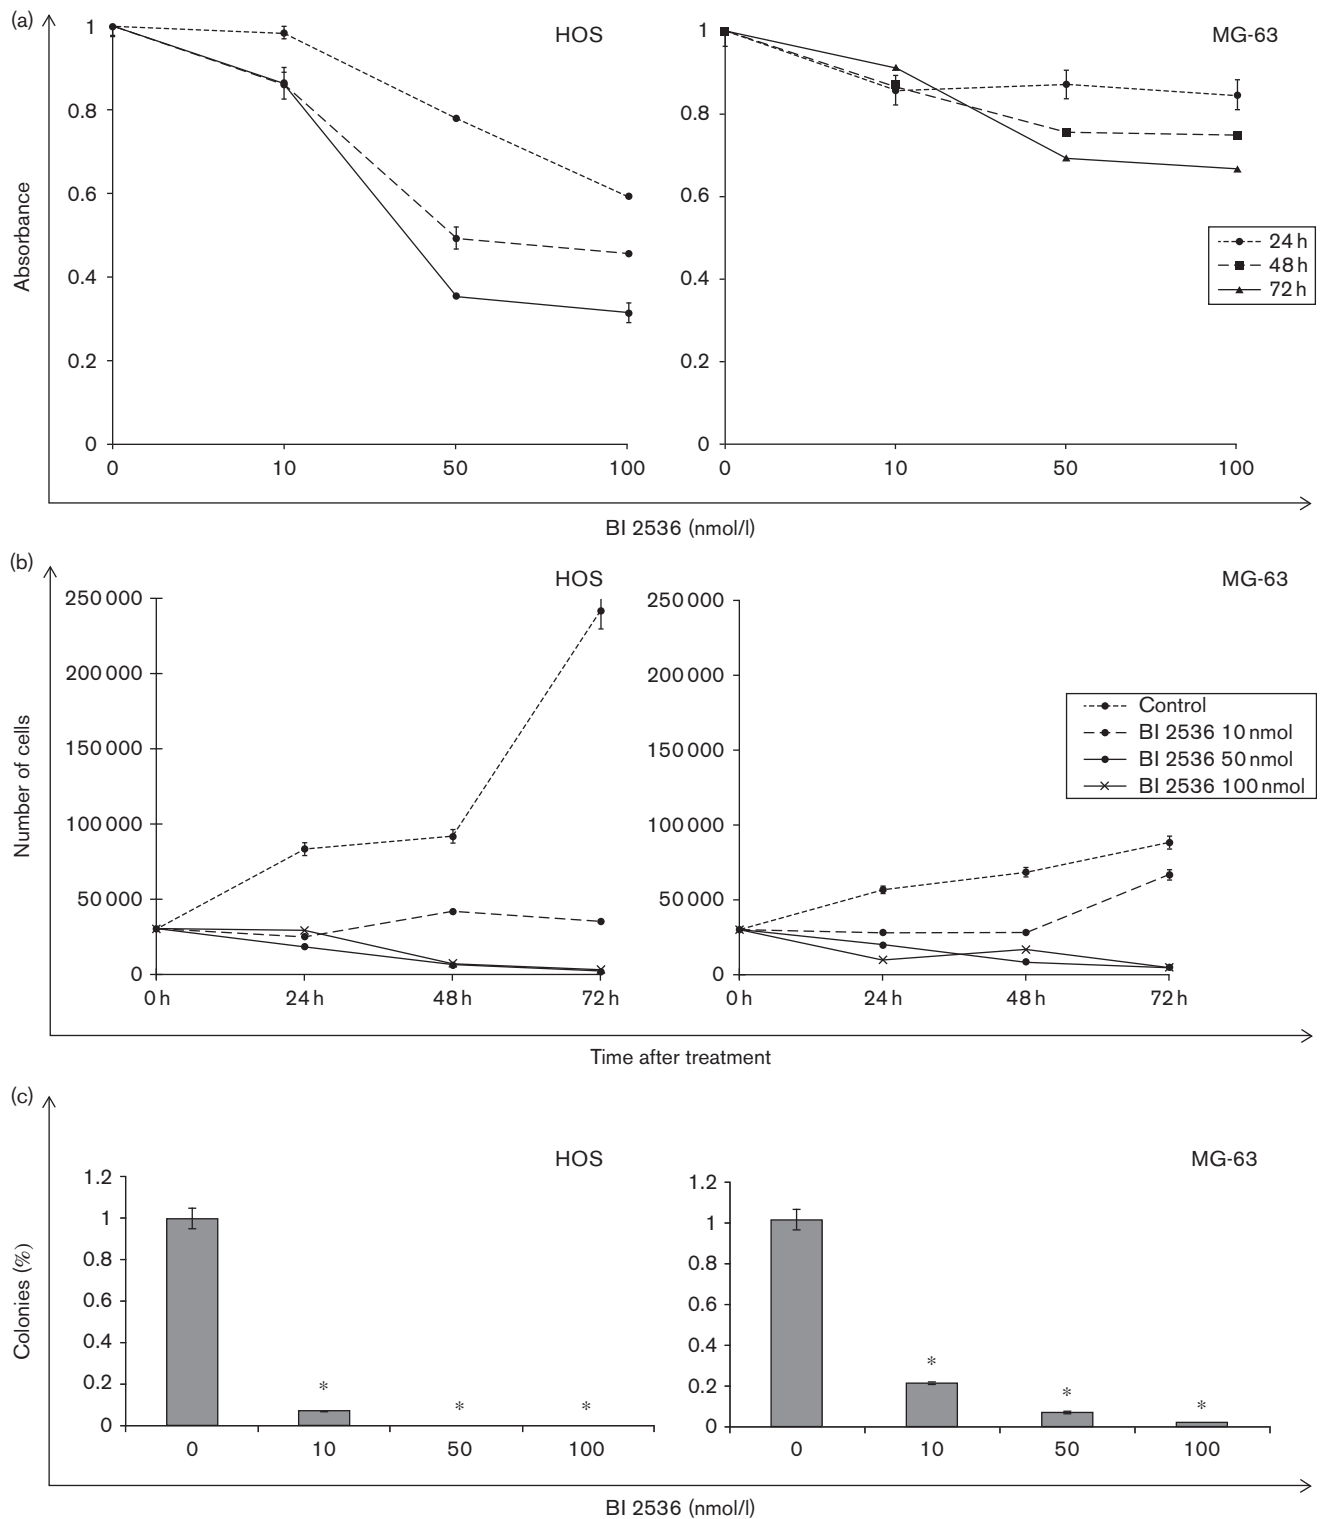 (a)
HOS
MG-63
1
0.8
0.6
0.4
0.2
0
0 10 50 100
1
0.8
0.6
0.4
0.2
0
0 10 50 100
Absorbance
24 h
48 h
72 h
BI 2536 (nmol/l)
(b)
HOS
MG-63
250 000
200 000
150 000
100 000
50 000
0
0 h 24 h 48 h 72 h
250 000
200 000
150 000
100 000
50 000
0
0 h 24 h 48 h 72 h
Number of cells
Control
BI 2536 10 nmol
BI 2536 50 nmol
BI 2536 100 nmol
Time after treatment
(c)
HOS
MG-63
1.2
1
0.8
0.6
0.4
0.2
0
* * *
0 10 50 100
1.2
1
0.8
0.6
0.4
0.2
0
* * *
0 10 50 100
Colonies (%)
BI 2536 (nmol/l)